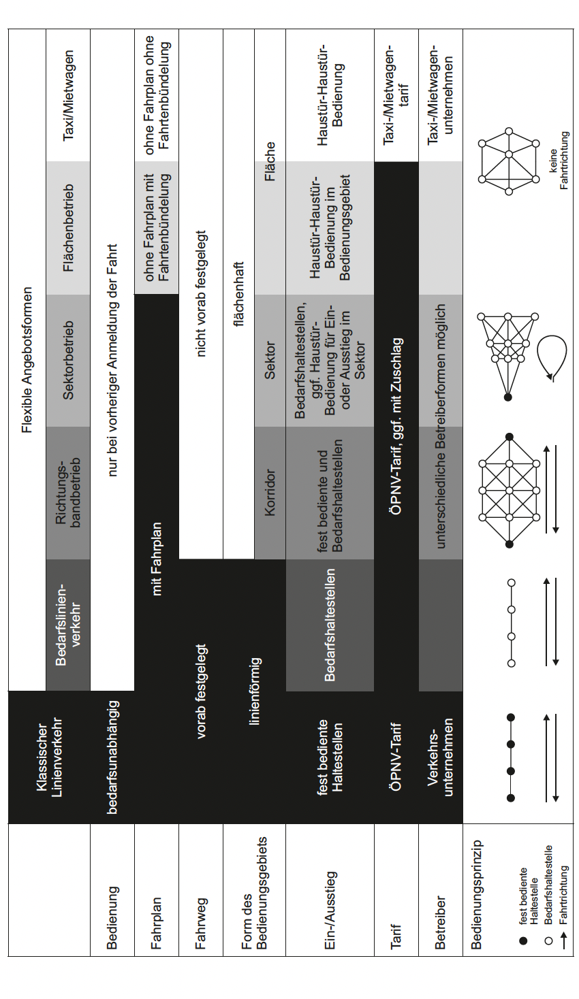 Klassischer
Linienverkehr
Flexible Angebotsformen
Bedarfslinien-
verkehr
Richtungs-
bandbetrieb
Sektorbetrieb
Flächenbetrieb
Taxi/Mietwagen
Bedienung
bedarfsunabhängig
nur bei vorheriger Anmeldung der Fahrt
Fahrplan
mit Fahrplan
ohne Fahrplan mit
Fahrtenbündelung
ohne Fahrplan ohne
Fahrtenbündelung
Fahrweg
vorab festgelegt
nicht vorab festgelegt
Form des
Bedienungsgebiets
linienförmig
flächenhaft
Korridor
Sektor
Fläche
Ein-/Ausstieg
fest bediente
Haltestellen
Bedarfshaltestellen
fest bediente und
Bedarfshaltestellen
Bedarfshaltestellen,
ggf. Haustür-
Bedienung für Ein-
oder Ausstieg im
Sektor
Haustür-Haustür-
Bedienung im
Bedienungsgebiet
Haustür-Haustür-
Bedienung
Tarif
ÖPNV-Tarif
ÖPNV-Tarif, ggf. mit Zuschlag
Taxi-/Mietwagen-
tarif
Betreiber
Verkehrs-
unternehmen
unterschiedliche Betreiberformen möglich
Taxi-/Mietwagen-
unternehmen
Bedienungsprinzip
fest bediente
Haltestelle
Bedarfshaltestelle
Fahrtrichtung
keine
Fahrtrichtung